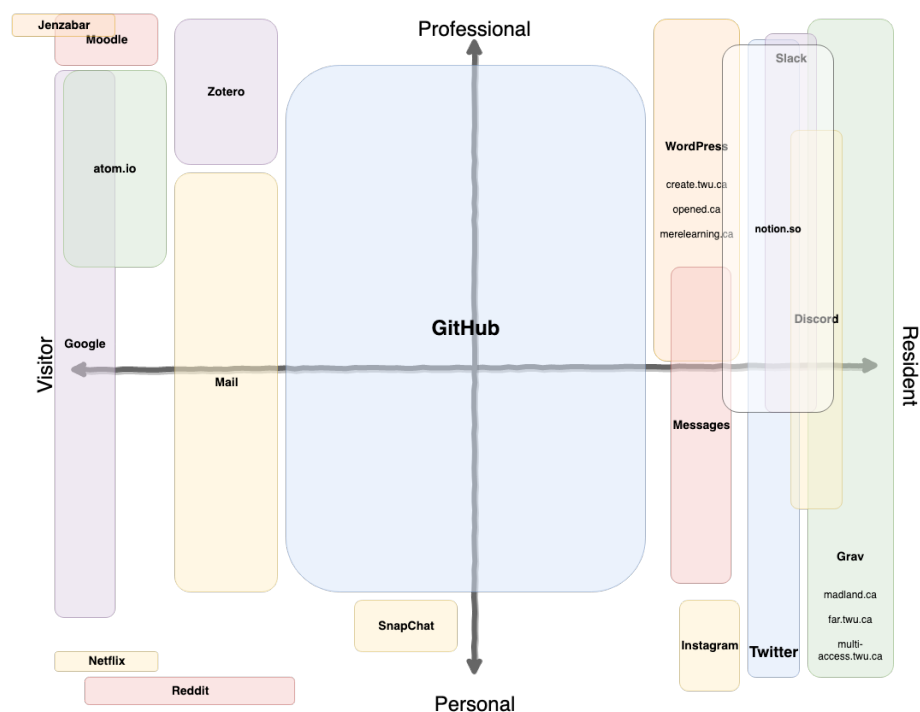 Jenzabar
Moodle
Professional
Zotero
Slack
atom.io
WordPress
create.twu.ca
opened.ca
merelearning.ca
notion.so
Discord
GitHub
Google
Visitor
Mail
Resident
Messages
Grav
madland.ca
far.twu.ca
multi-
access.twu.ca
SnapChat
Instagram
Twitter
Netflix
Reddit
Personal